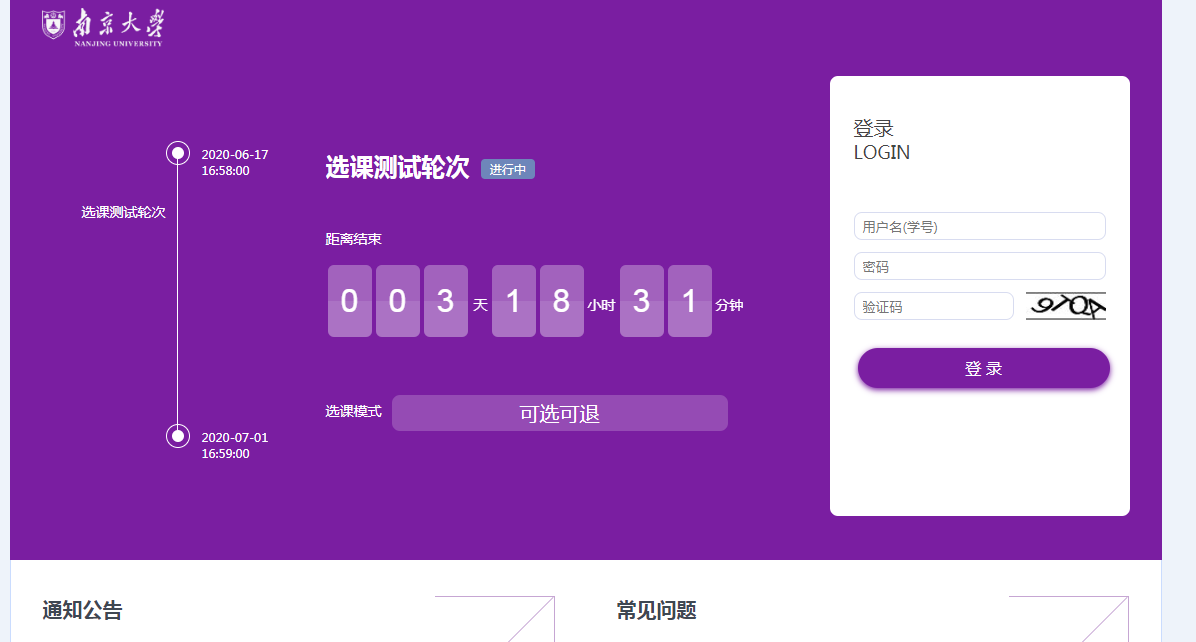 南京大学
NANJING UNIVERSITY
2020-06-17
16:58:00
选课测试轮次
2020-07-01
16:59:00
选课测试轮次 进行中
距离结束
0 0 3 天 1 8 小时 3 1 分钟
选课模式 可选可退
登录
LOGIN
用户名(学号)
密码
验证码
登 录
通知公告
常见问题